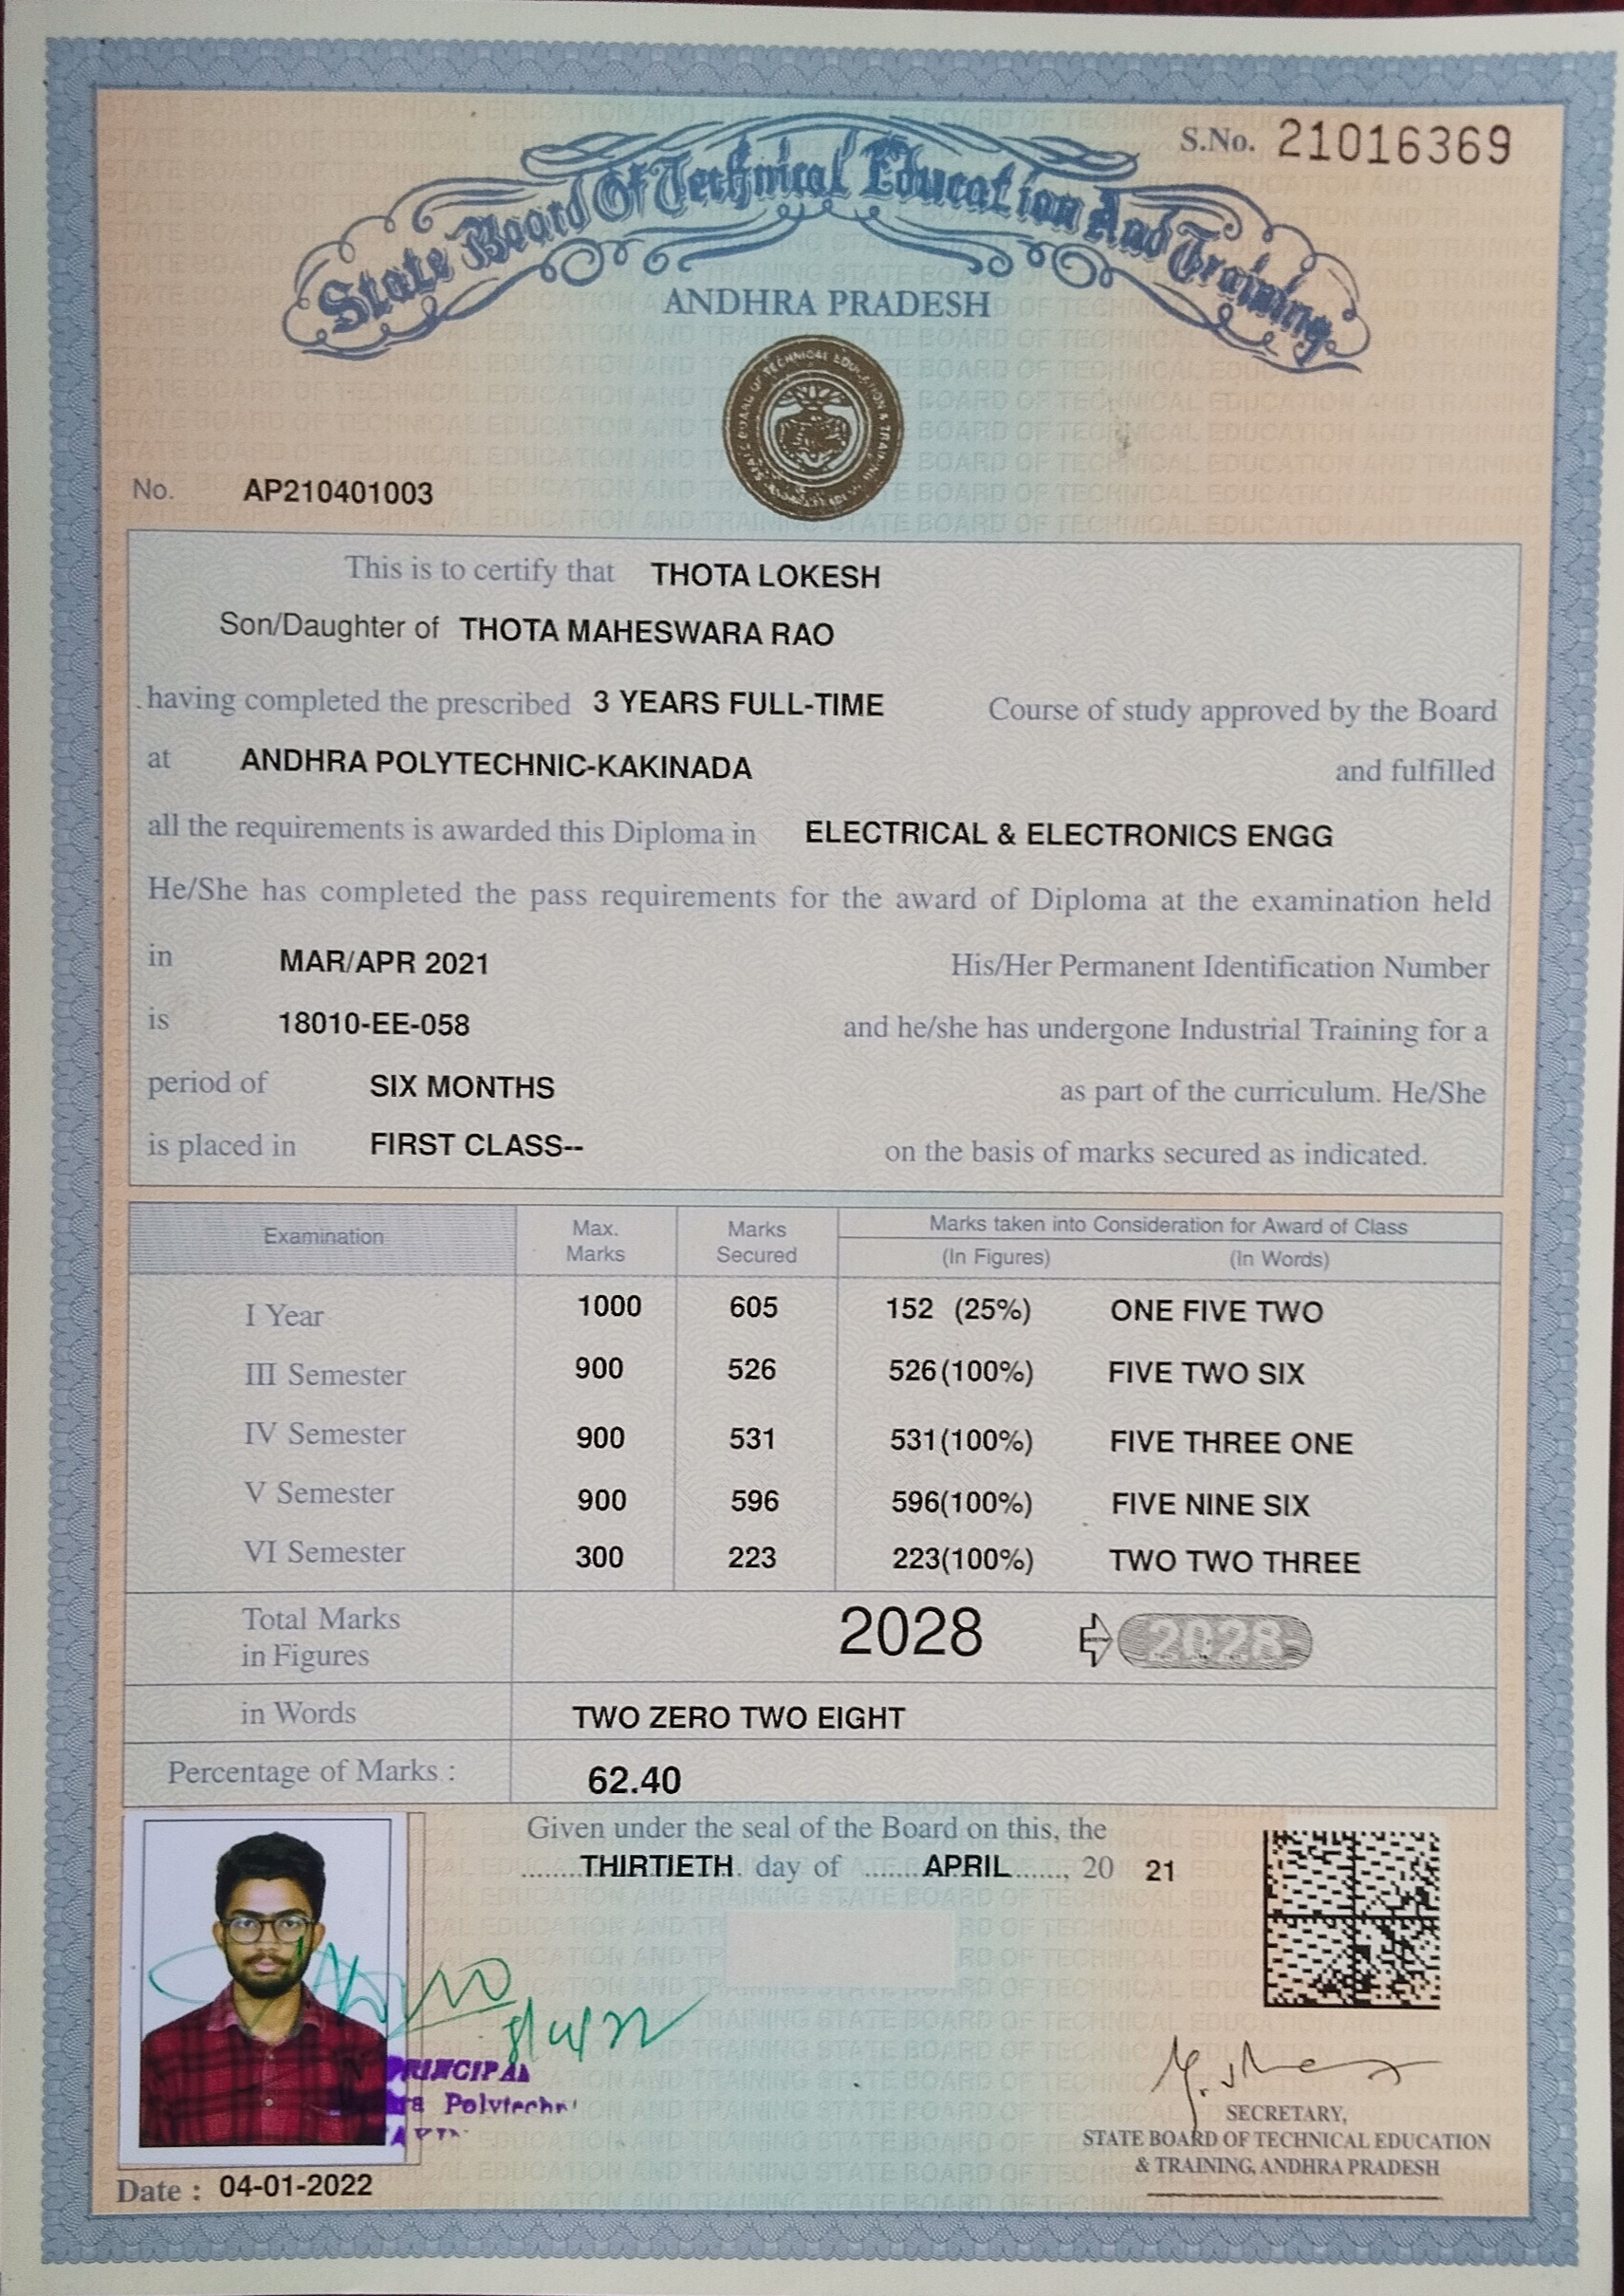 S.No. 21016369
State Board Of Technical Education And Training
ANDHRA PRADESH
No. AP210401003
This is to certify that THOTA LOKESH
Son/Daughter of THOTA MAHESWARA RAO
having completed the prescribed 3 YEARS FULL-TIME Course of study approved by the Board
at ANDHRA POLYTECHNIC-KAKINADA and fulfilled
all the requirements is awarded this Diploma in ELECTRICAL & ELECTRONICS ENGG
He/She has completed the pass requirements for the award of Diploma at the examination held
in MAR/APR 2021 His/Her Permanent Identification Number
is 18010-EE-058 and he/she has undergone Industrial Training for a
period of SIX MONTHS as part of the curriculum. He/She
is placed in FIRST CLASS-- on the basis of marks secured as indicated.
Examination Max. Marks Marks Secured Marks taken into Consideration for Award of Class
(In Figures) (In Words)
I Year 1000 605 152 (25%) ONE FIVE TWO
III Semester 900 526 526(100%) FIVE TWO SIX
IV Semester 900 531 531(100%) FIVE THREE ONE
V Semester 900 596 596(100%) FIVE NINE SIX
VI Semester 300 223 223(100%) TWO TWO THREE
Total Marks in Figures 2028 2028
in Words TWO ZERO TWO EIGHT
Percentage of Marks : 62.40
Given under the seal of the Board on this, the
........THIRTIETH. day of ........APRIL......, 20 21
PRINCIPA
ra Polytechn
SECRETARY,
STATE BOARD OF TECHNICAL EDUCATION
& TRAINING, ANDHRA PRADESH
Date : 04-01-2022